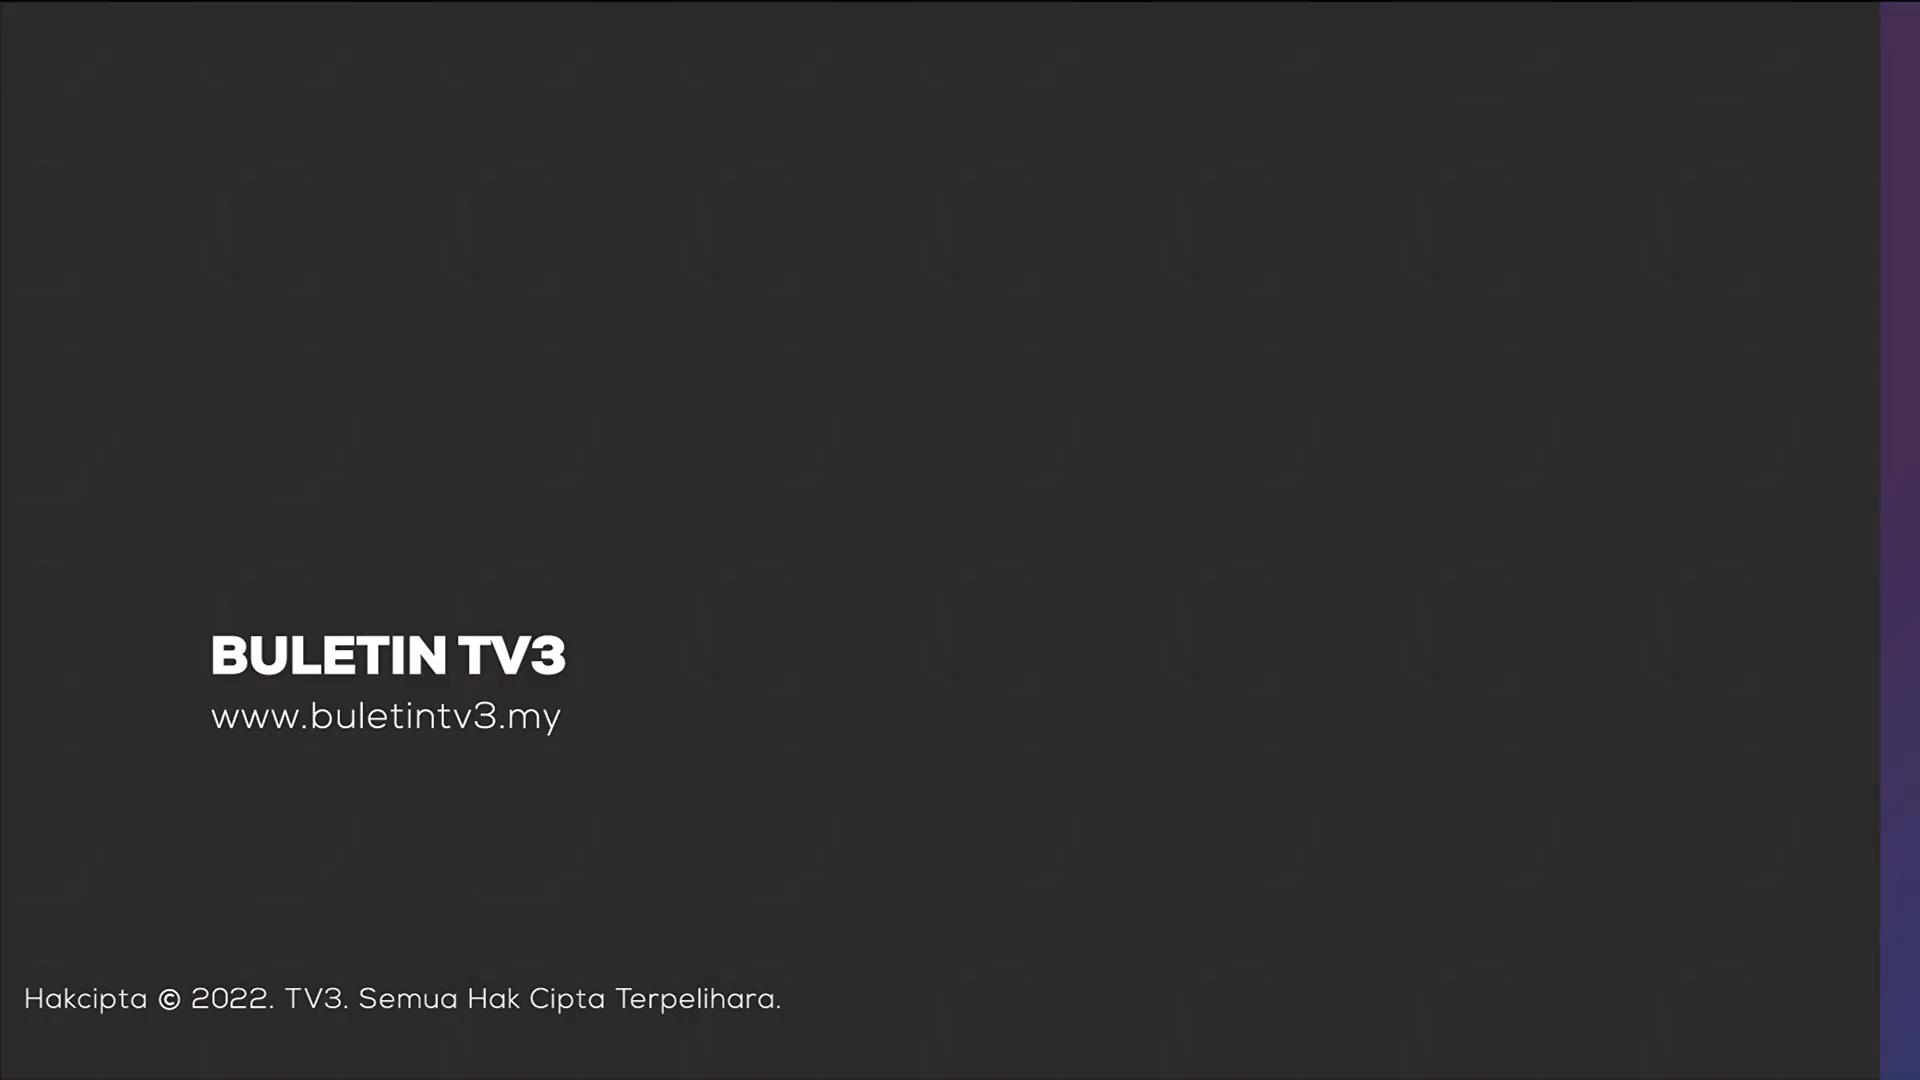 BULETIN TV3
www.buletintv3.my
Hakcipta © 2022. TV3. Semua Hak Cipta Terpelihara.